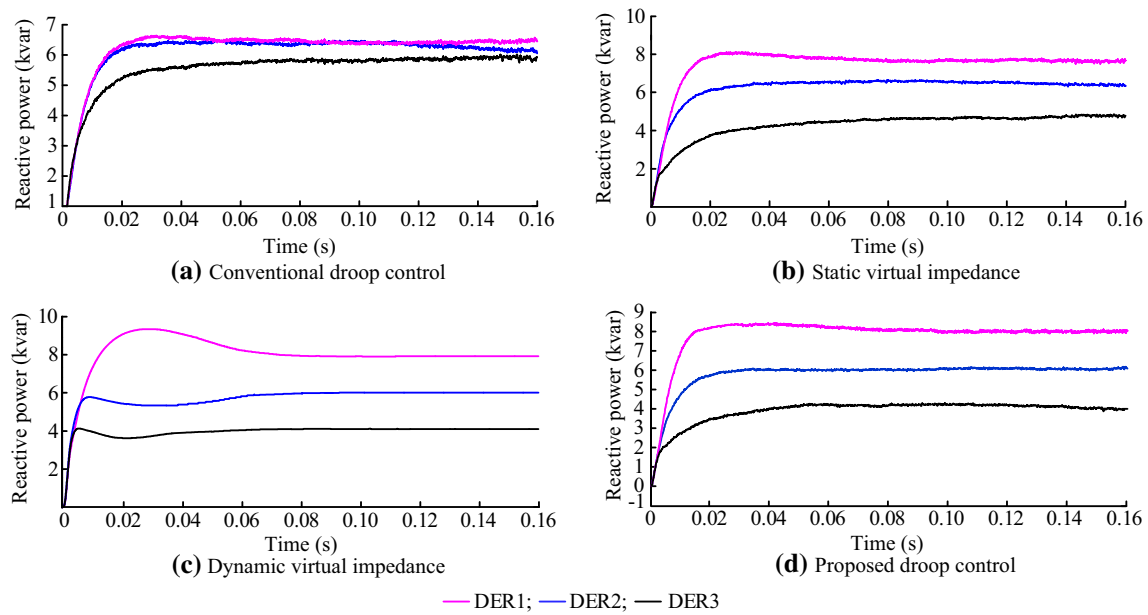 7
6
5
4
3
2
1
Reactive power (kvar)
0 0.02 0.04 0.06 0.08 0.10 0.12 0.14 0.16
Time (s)
(a) Conventional droop control
10
8
6
4
2
Reactive power (kvar)
0 0.02 0.04 0.06 0.08 0.10 0.12 0.14 0.16
Time (s)
(b) Static virtual impedance
10
8
6
4
2
Reactive power (kvar)
0 0.02 0.04 0.06 0.08 0.10 0.12 0.14 0.16
Time (s)
(c) Dynamic virtual impedance
9
8
7
6
5
4
3
2
1
0
-1
Reactive power (kvar)
0 0.02 0.04 0.06 0.08 0.10 0.12 0.14 0.16
Time (s)
(d) Proposed droop control
DER1; DER2; DER3